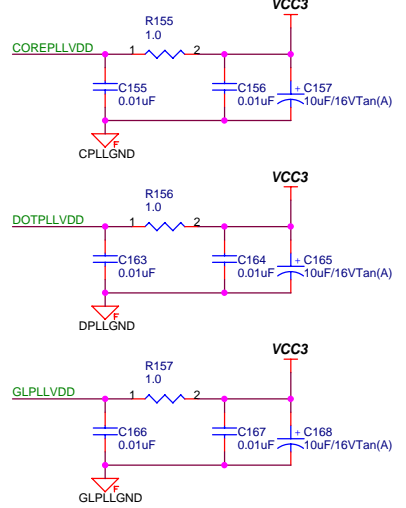 VCC3
R155
1.0
COREPLLVDD
1 2
C155
0.01uF
C156
0.01uF
+ C157
10uF/16VTan(A)
F
CPLLGND
VCC3
R156
1.0
DOTPLLVDD
1 2
C163
0.01uF
C164
0.01uF
+ C165
10uF/16VTan(A)
F
DPLLGND
VCC3
R157
1.0
GLPLLVDD
1 2
C166
0.01uF
C167
0.01uF
+ C168
10uF/16VTan(A)
F
GLPLLGND